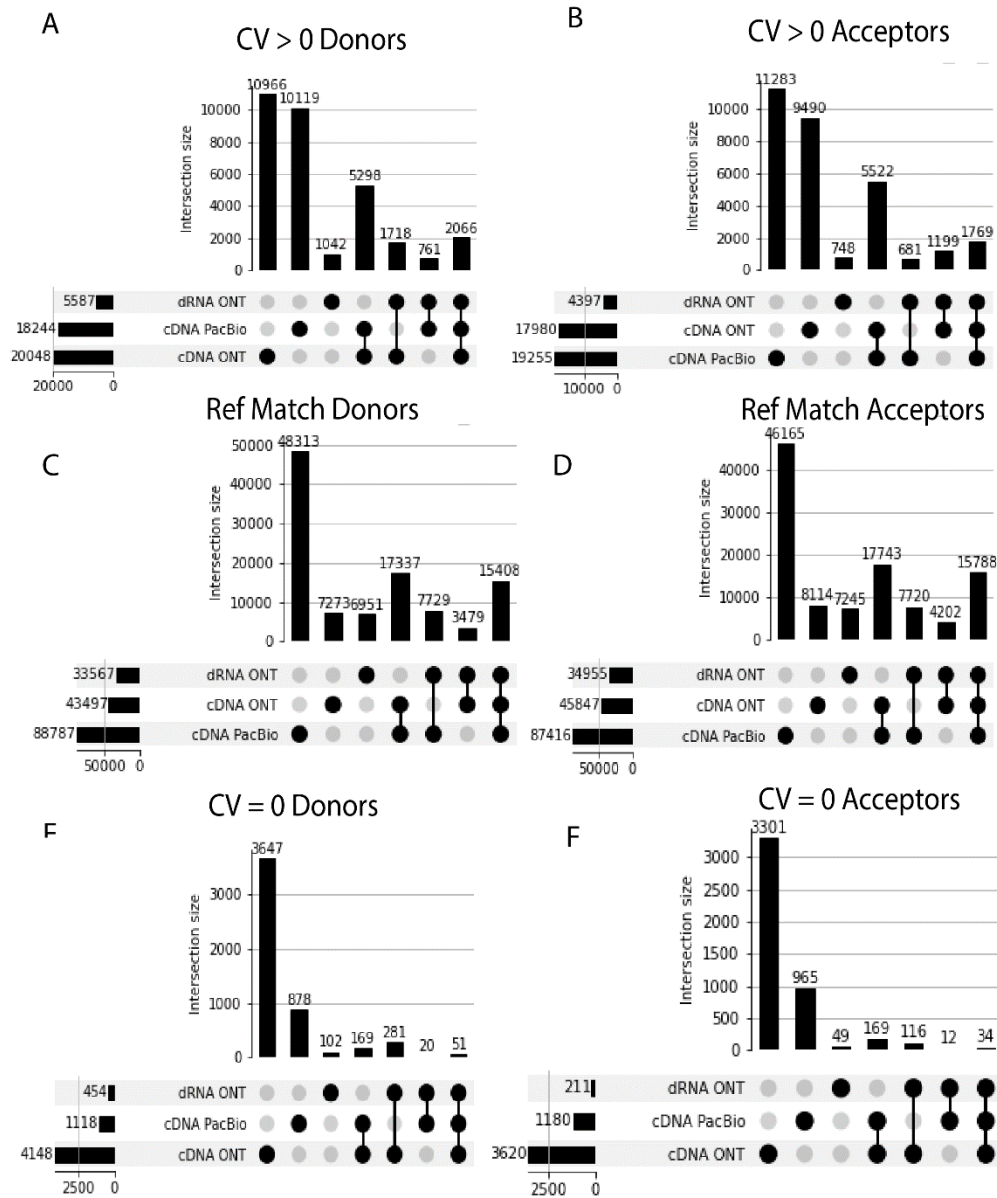 A
CV > 0 Donors
10966
10119
5298
1042
1718
761
2066
Intersection size
10000
8000
6000
4000
2000
0
5587
dRNA ONT
18244
cDNA PacBio
20048
cDNA ONT
20000 0
B
CV > 0 Acceptors
11283
9490
5522
748
681
1199
1769
Intersection size
10000
8000
6000
4000
2000
0
4397
dRNA ONT
17980
cDNA ONT
19255
cDNA PacBio
10000 0
C
Ref Match Donors
48313
7273
6951
17337
7729
3479
15408
Intersection size
50000
40000
30000
20000
10000
0
33567
dRNA ONT
43497
cDNA ONT
88787
cDNA PacBio
50000 0
D
Ref Match Acceptors
46165
8114
7245
17743
7720
4202
15788
Intersection size
40000
30000
20000
10000
0
34955
dRNA ONT
45847
cDNA ONT
87416
cDNA PacBio
50000 0
CV = 0 Donors
3647
878
102
169
281
20
51
Intersection size
3000
2000
1000
0
454
dRNA ONT
1118
cDNA PacBio
4148
cDNA ONT
2500 0
F
CV = 0 Acceptors
3301
965
49
169
116
12
34
Intersection size
3000
2500
2000
1500
1000
500
0
211
dRNA ONT
1180
cDNA PacBio
3620
cDNA ONT
2500 0